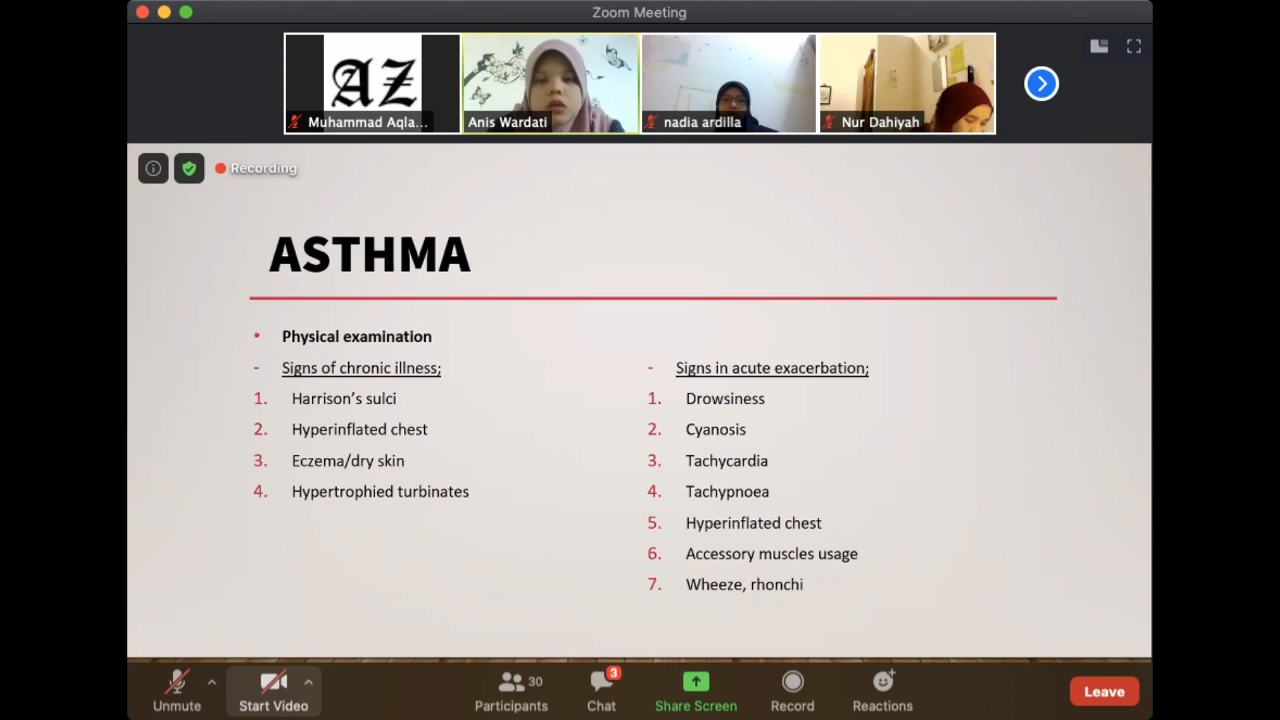 Zoom Meeting
AZ
Muhammad Aqla...
Anis Wardati
nadia ardilla
Nur Dahiyah
Recording
ASTHMA
• Physical examination
- Signs of chronic illness;
1. Harrison's sulci
2. Hyperinflated chest
3. Eczema/dry skin
4. Hypertrophied turbinates
- Signs in acute exacerbation;
1. Drowsiness
2. Cyanosis
3. Tachycardia
4. Tachypnoea
5. Hyperinflated chest
6. Accessory muscles usage
7. Wheeze, rhonchi
Unmute
Start Video
30
Participants
3
Chat
Share Screen
Record
Reactions
Leave